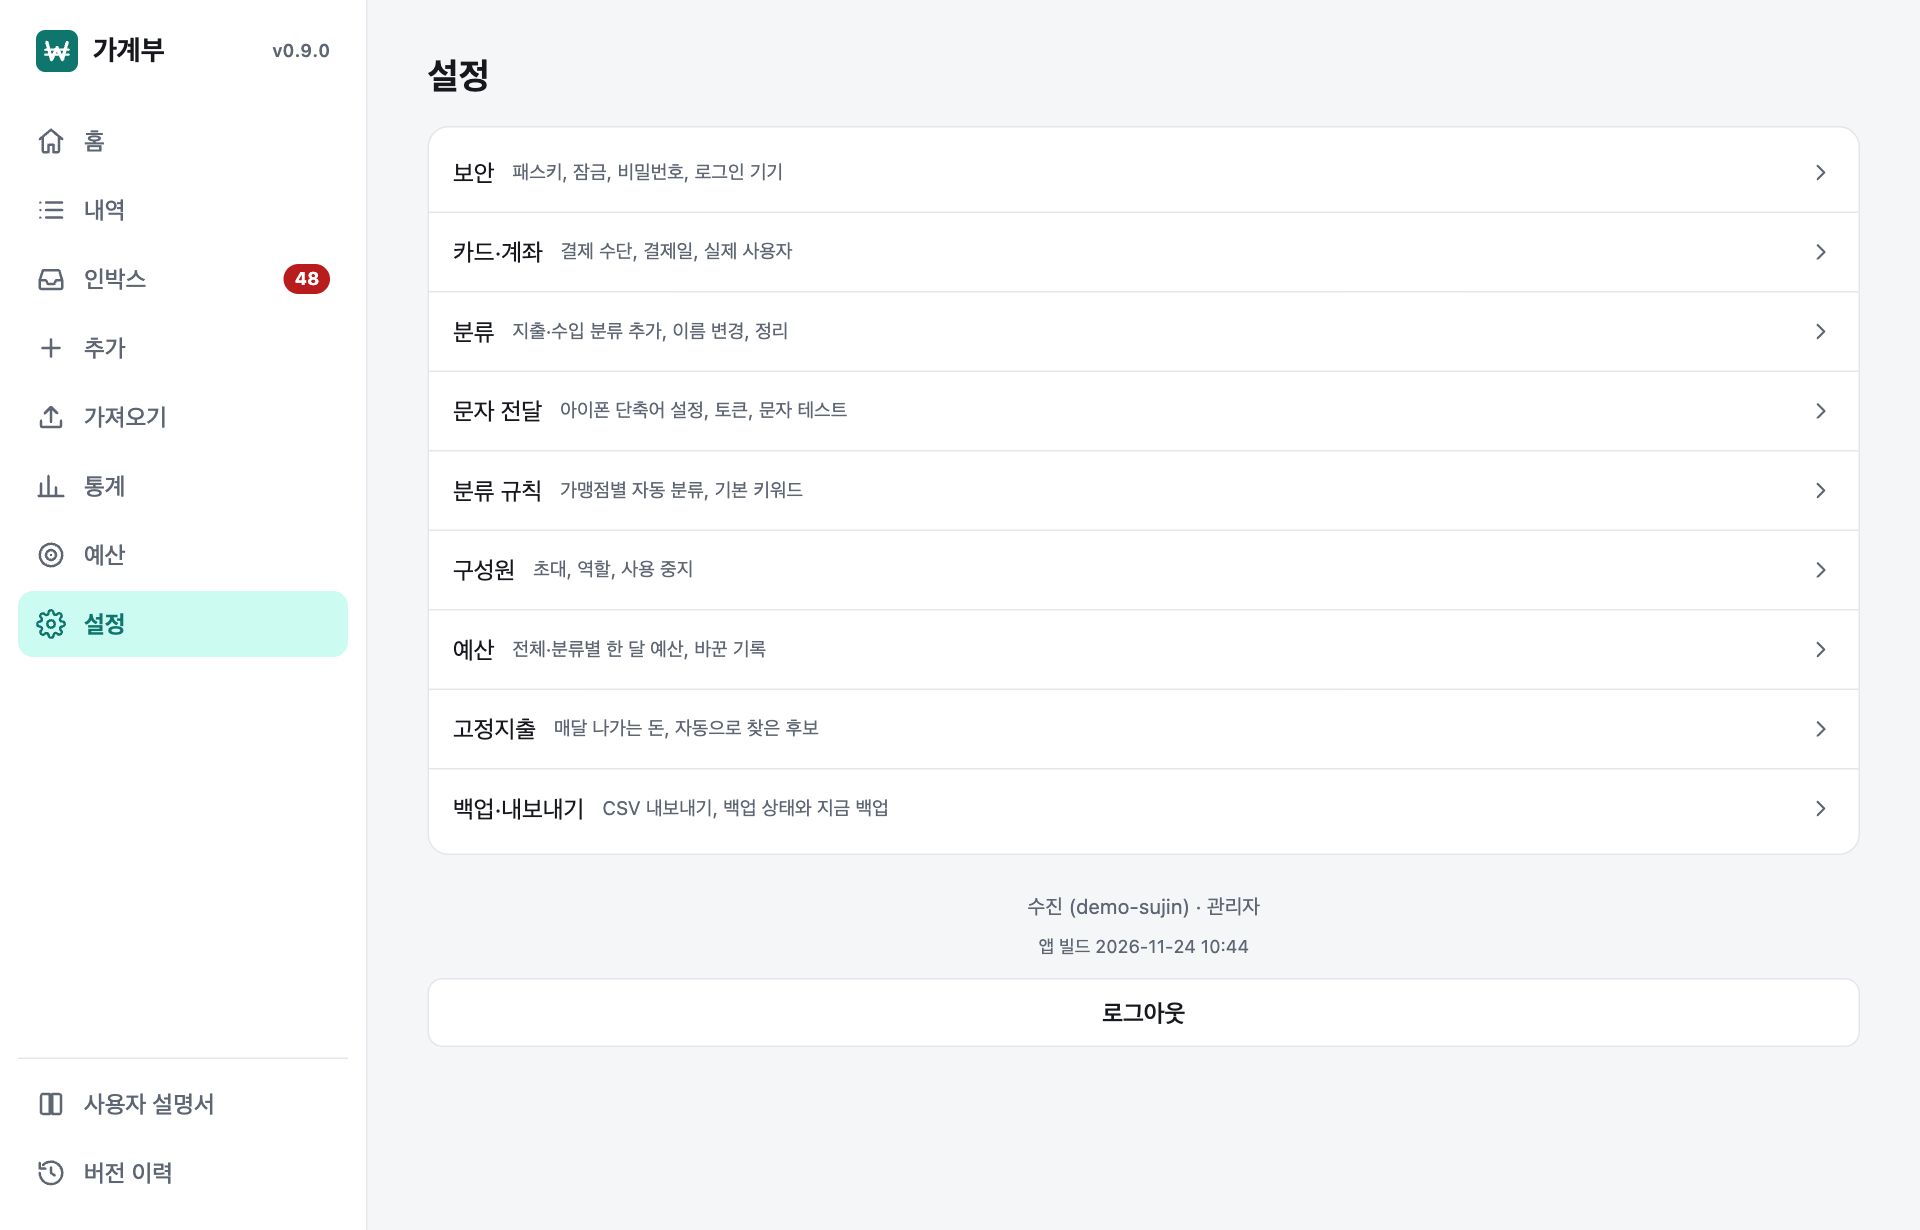 가계부 v0.9.0
홈
내역
인박스 48
추가
가져오기
통계
예산
설정
사용자 설명서
버전 이력
설정
보안 패스키, 잠금, 비밀번호, 로그인 기기
카드·계좌 결제 수단, 결제일, 실제 사용자
분류 지출·수입 분류 추가, 이름 변경, 정리
문자 전달 아이폰 단축어 설정, 토큰, 문자 테스트
분류 규칙 가맹점별 자동 분류, 기본 키워드
구성원 초대, 역할, 사용 중지
예산 전체·분류별 한 달 예산, 바꾼 기록
고정지출 매달 나가는 돈, 자동으로 찾은 후보
백업·내보내기 CSV 내보내기, 백업 상태와 지금 백업
수진 (demo-sujin) · 관리자
앱 빌드 2026-11-24 10:44
로그아웃